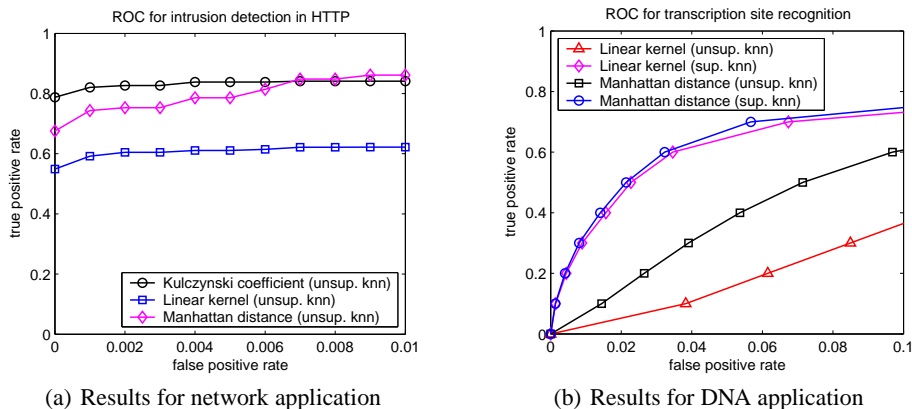 ROC for intrusion detection in HTTP
1
0.8
0.6
0.4
0.2
0
true positive rate
0
0.002
0.004
0.006
0.008
0.01
false positive rate
Kulczynski coefficient (unsup. knn)
Linear kernel (unsup. knn)
Manhattan distance (unsup. knn)
(a) Results for network application
ROC for transcription site recognition
1
0.8
0.6
0.4
0.2
0
true positive rate
0
0.02
0.04
0.06
0.08
0.1
false positive rate
Linear kernel (unsup. knn)
Linear kernel (sup. knn)
Manhattan distance (unsup. knn)
Manhattan distance (sup. knn)
(b) Results for DNA application